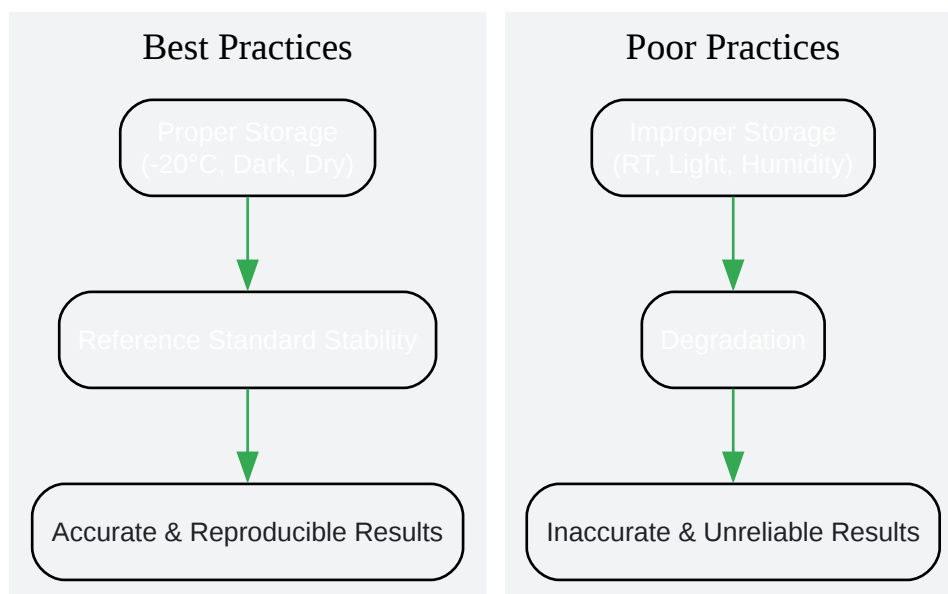 Best Practices
Proper Storage
(-20°C, Dark, Dry)
Reference Standard Stability
Accurate & Reproducible Results
Poor Practices
Improper Storage
(RT, Light, Humidity)
Degradation
Inaccurate & Unreliable Results